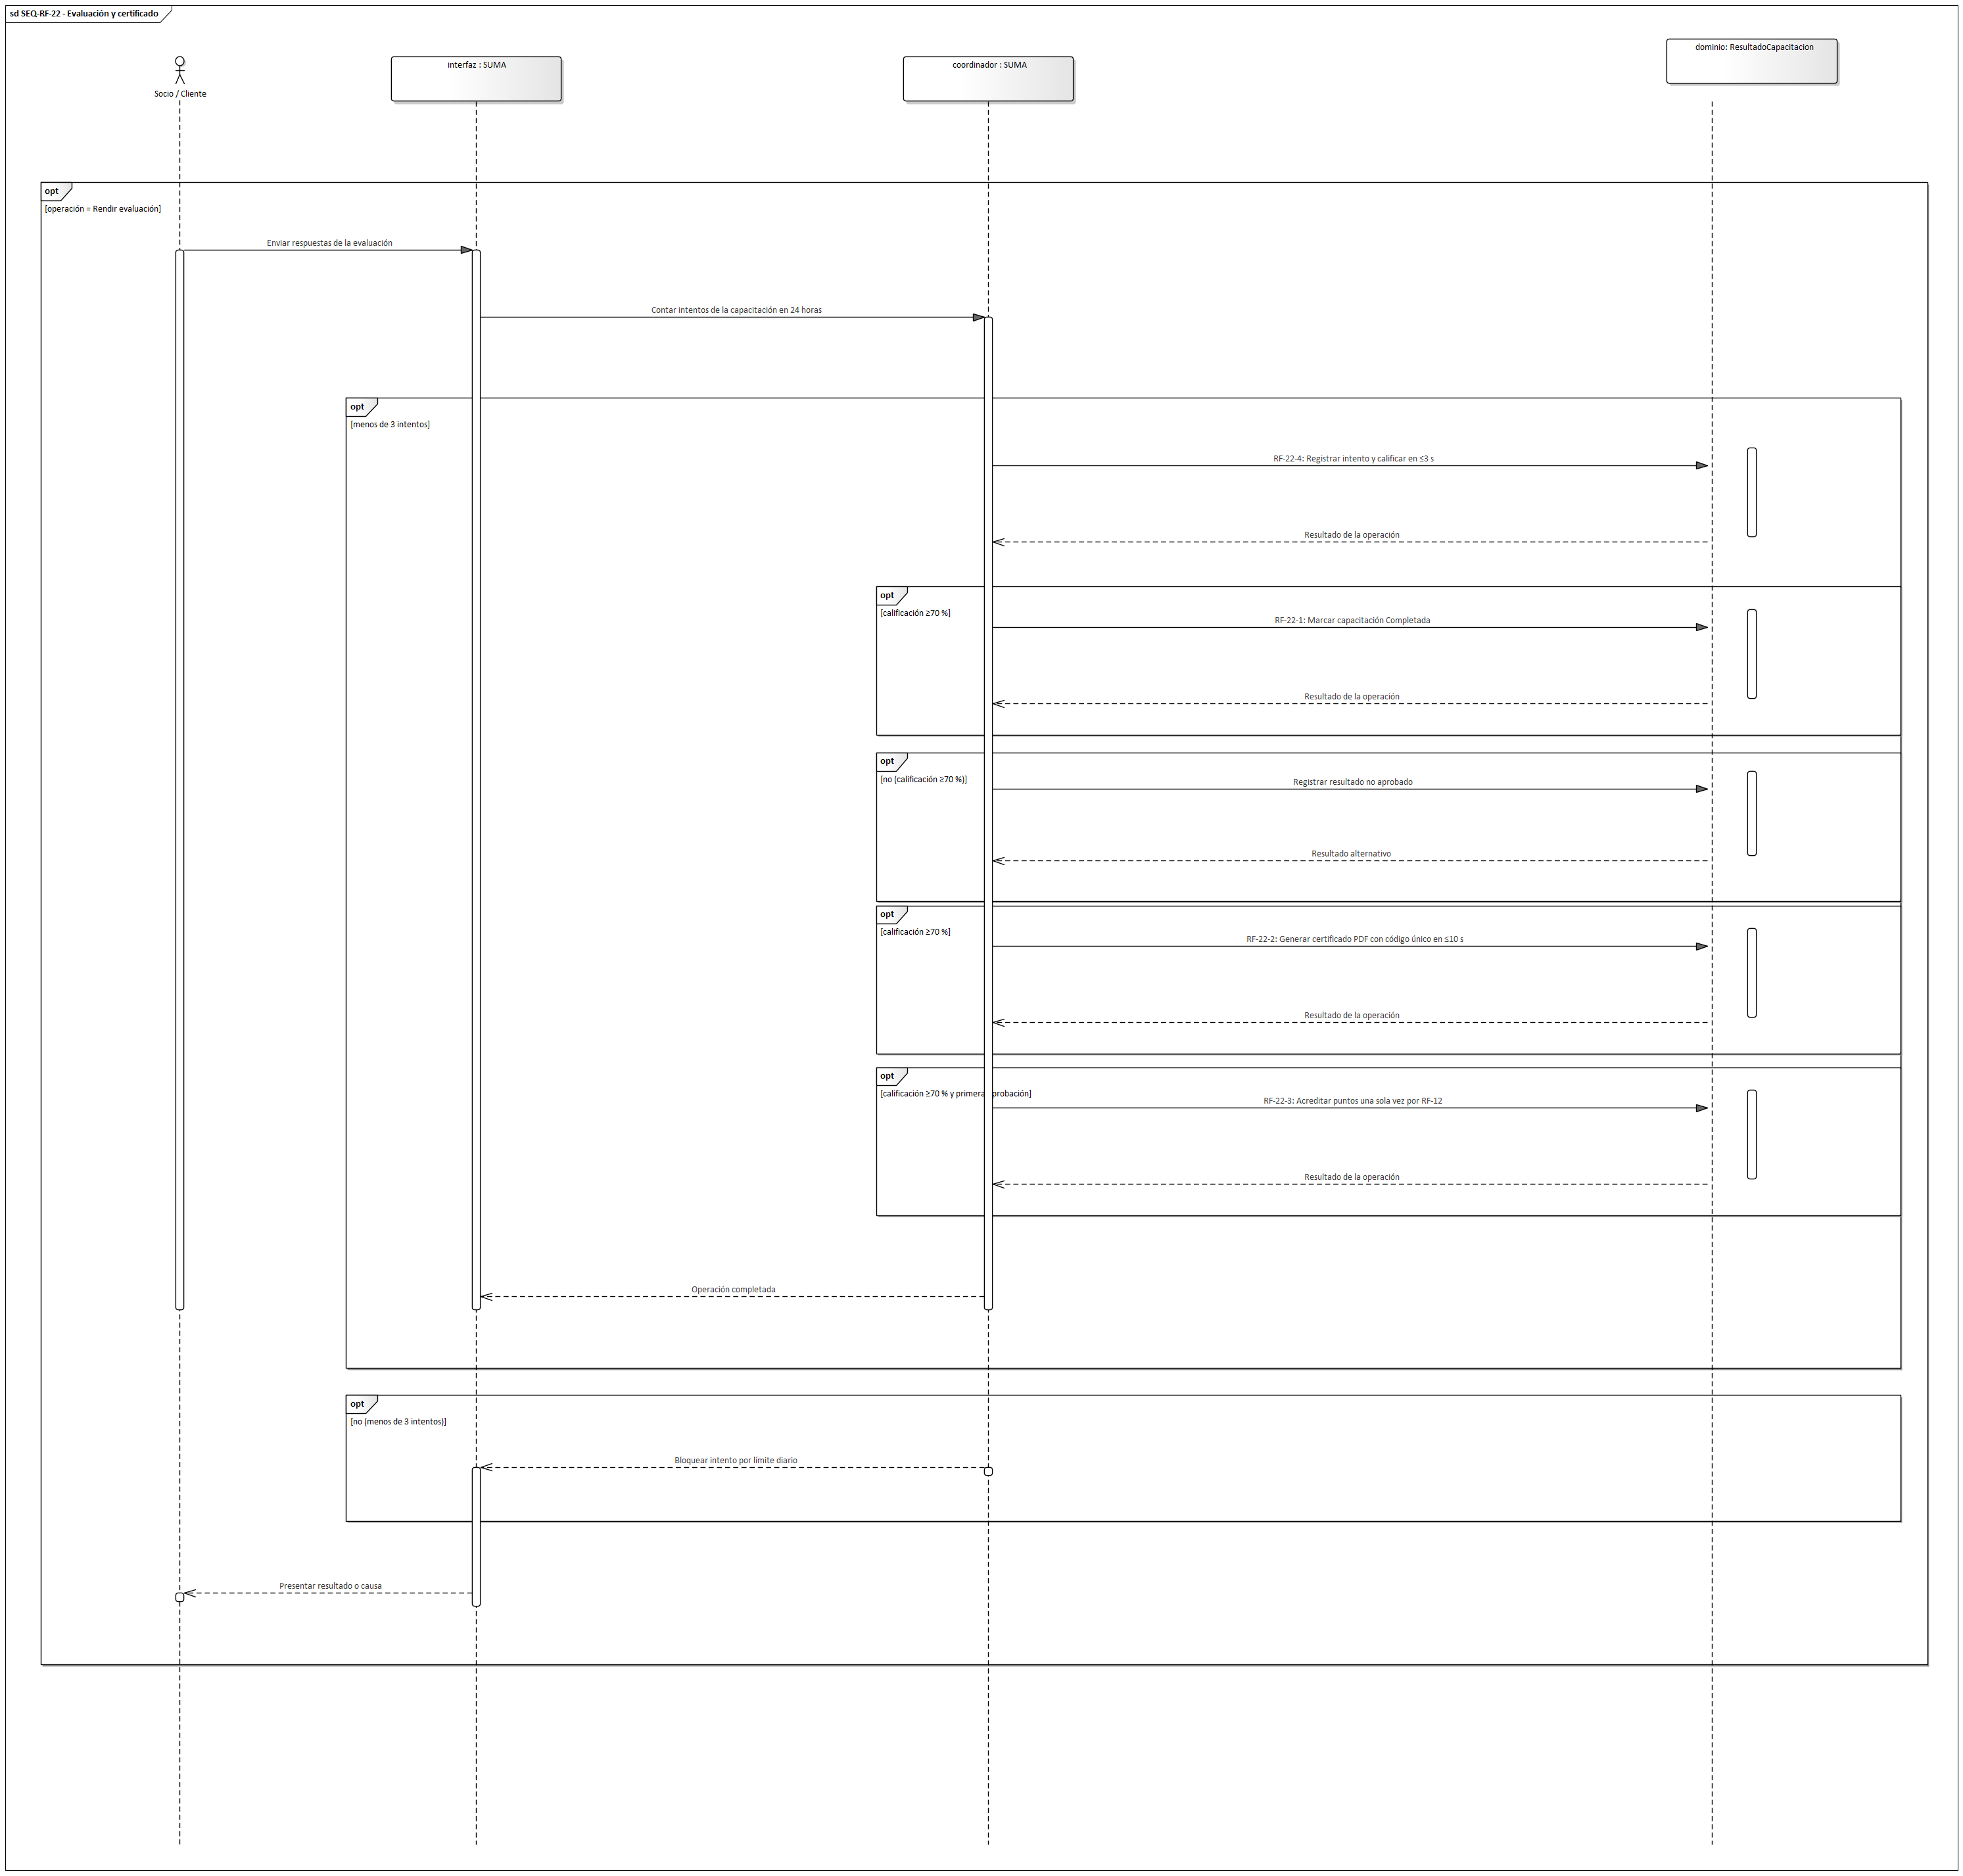 sd SEQ-RF-22 - Evaluación y certificado
Socio / Cliente
interfaz : SUMA
coordinador : SUMA
dominio: ResultadoCapacitacion
opt
[operación = Rendir evaluación]
Enviar respuestas de la evaluación
Contar intentos de la capacitación en 24 horas
opt
[menos de 3 intentos]
RF-22-4: Registrar intento y calificar en ≤3 s
Resultado de la operación
opt
[calificación ≥70 %]
RF-22-1: Marcar capacitación Completada
Resultado de la operación
opt
[no (calificación ≥70 %)]
Registrar resultado no aprobado
Resultado alternativo
opt
[calificación ≥70 %]
RF-22-2: Generar certificado PDF con código único en ≤10 s
Resultado de la operación
opt
[calificación ≥70 % y primera probación]
RF-22-3: Acreditar puntos una sola vez por RF-12
Resultado de la operación
Operación completada
opt
[no (menos de 3 intentos)]
Bloquear intento por límite diario
Presentar resultado o causa